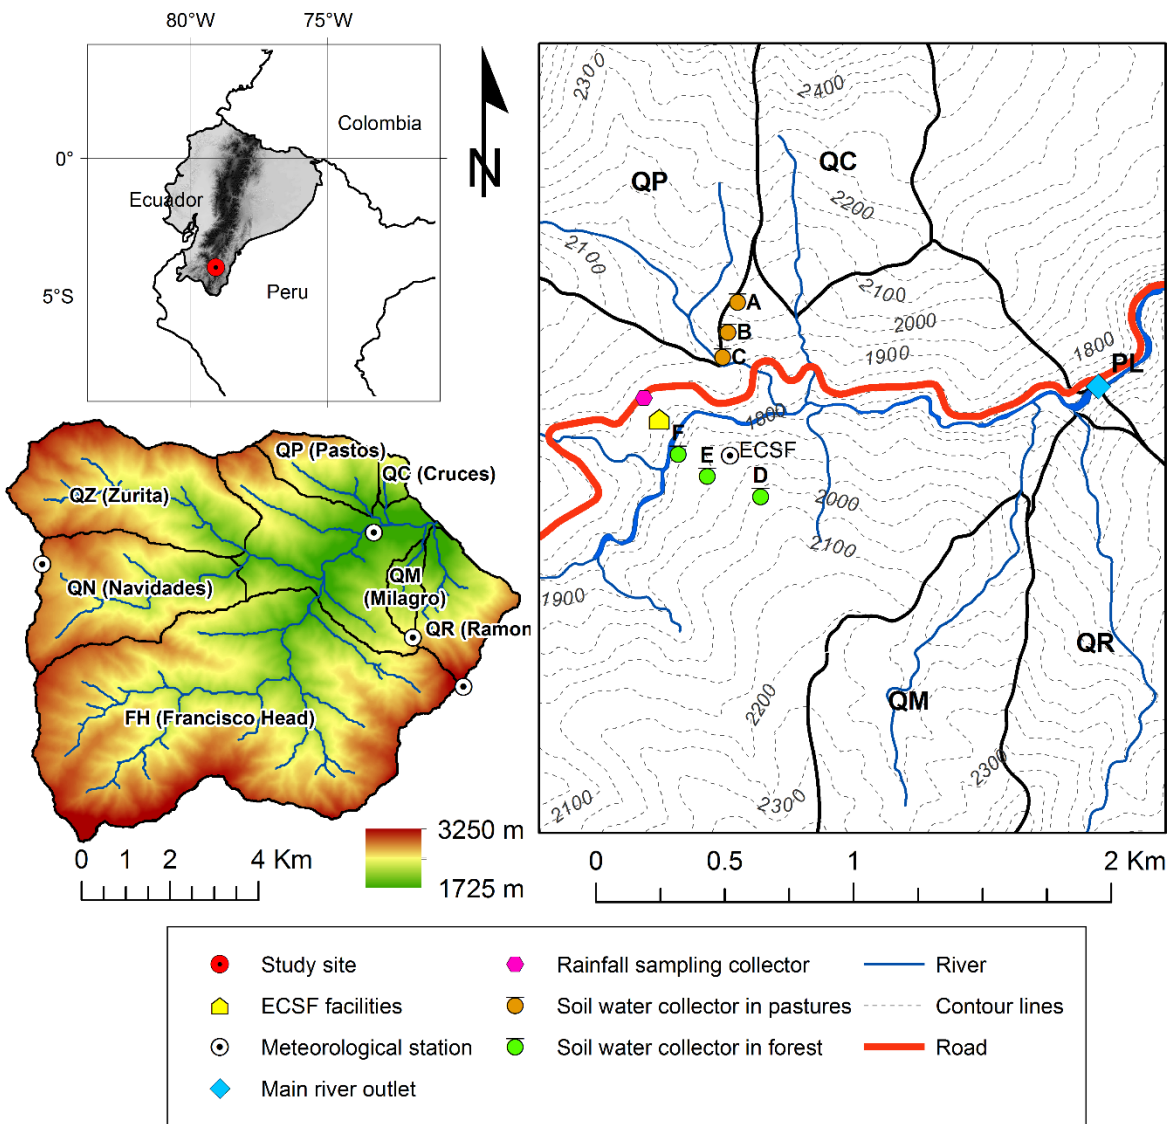 80°W
75°W
Colombia
0°
Ecuador
5°S
Peru
N
QP (Pastos)
QC (Cruces)
QZ (Zurita)
QN (Navidades)
QM
(Milagro)
QR (Ramon
FH (Francisco Head)
3250 m
1725 m
0 1 2 4 Km
2300
2400
QP
QC
2200
2100
2100
2000
1900
1800
A
B
C
PL
1800
F
E
ECSF
D
2000
2100
1900
QR
QM
2200
2300
2300
2100
0 0.5 1 2 Km
Study site
ECSF facilities
Meteorological station
Main river outlet
Rainfall sampling collector
Soil water collector in pastures
Soil water collector in forest
River
Contour lines
Road